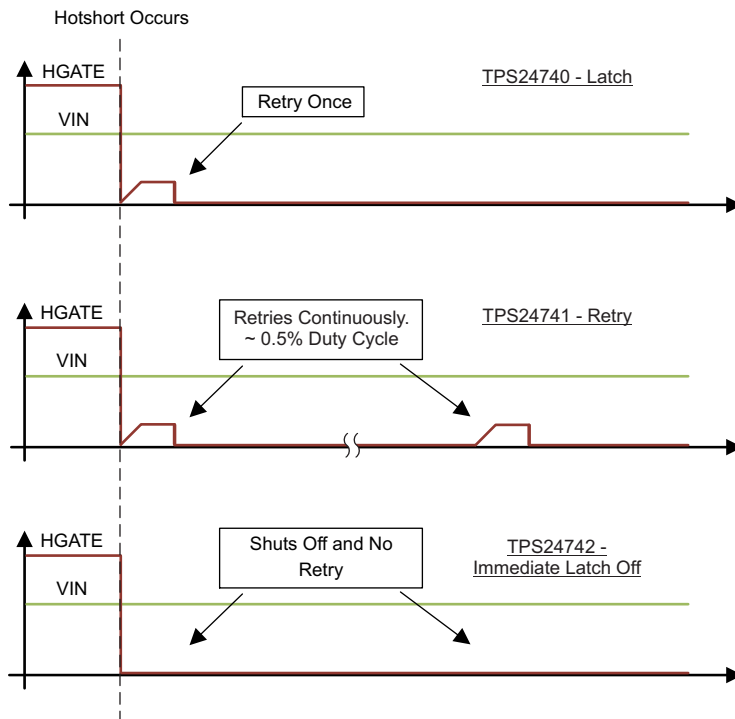 Hotshort Occurs
HGATE
TPS24740 - Latch
Retry Once
VIN
HGATE
Retries Continuously.
~ 0.5% Duty Cycle
TPS24741 - Retry
VIN
HGATE
Shuts Off and No
Retry
TPS24742 -
Immediate Latch Off
VIN